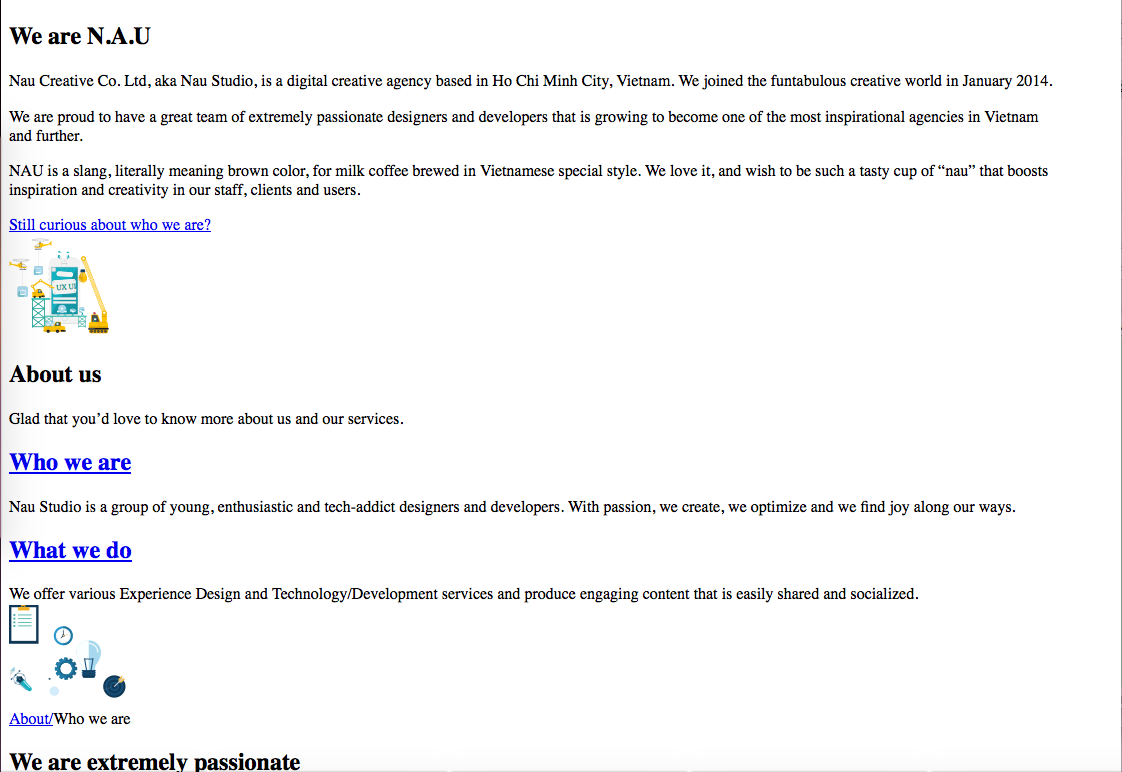 We are N.A.U
Nau Creative Co. Ltd, aka Nau Studio, is a digital creative agency based in Ho Chi Minh City, Vietnam. We joined the funtabulous creative world in January 2014.
We are proud to have a great team of extremely passionate designers and developers that is growing to become one of the most inspirational agencies in Vietnam
and further.
NAU is a slang, literally meaning brown color, for milk coffee brewed in Vietnamese special style. We love it, and wish to be such a tasty cup of “nau” that boosts
inspiration and creativity in our staff, clients and users.
Still curious about who we are?
UX UI
About us
Glad that you’d love to know more about us and our services.
Who we are
Nau Studio is a group of young, enthusiastic and tech-addict designers and developers. With passion, we create, we optimize and we find joy along our ways.
What we do
We offer various Experience Design and Technology/Development services and produce engaging content that is easily shared and socialized.
About/Who we are
We are extremely passionate